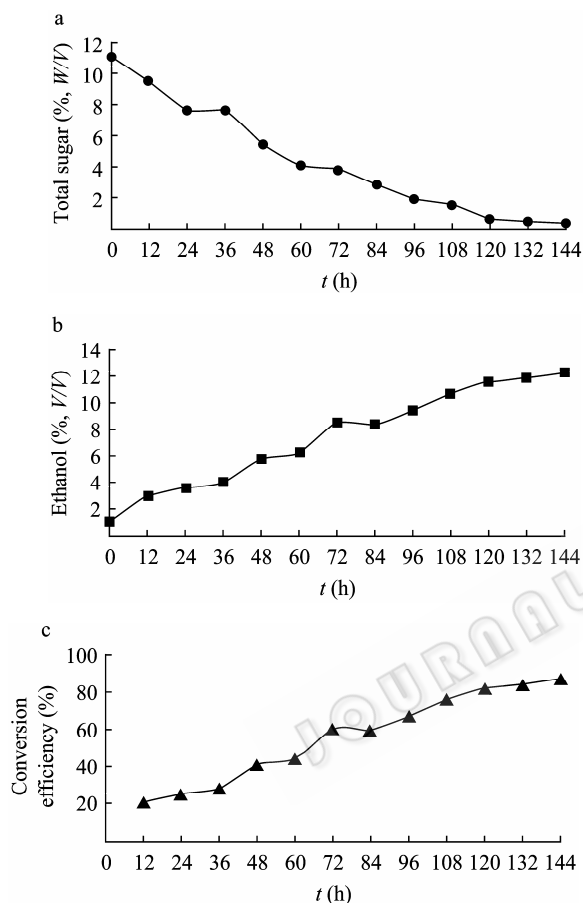 a
Total sugar (%, W/V)
12
10
8
6
4
2
0 12 24 36 48 60 72 84 96 108 120 132 144
t (h)
b
Ethanol (%, V/V)
14
12
10
8
6
4
2
0 12 24 36 48 60 72 84 96 108 120 132 144
t (h)
JOURNAL
c
Conversion
efficiency (%)
100
80
60
40
20
0 12 24 36 48 60 72 84 96 108 120 132 144
t (h)